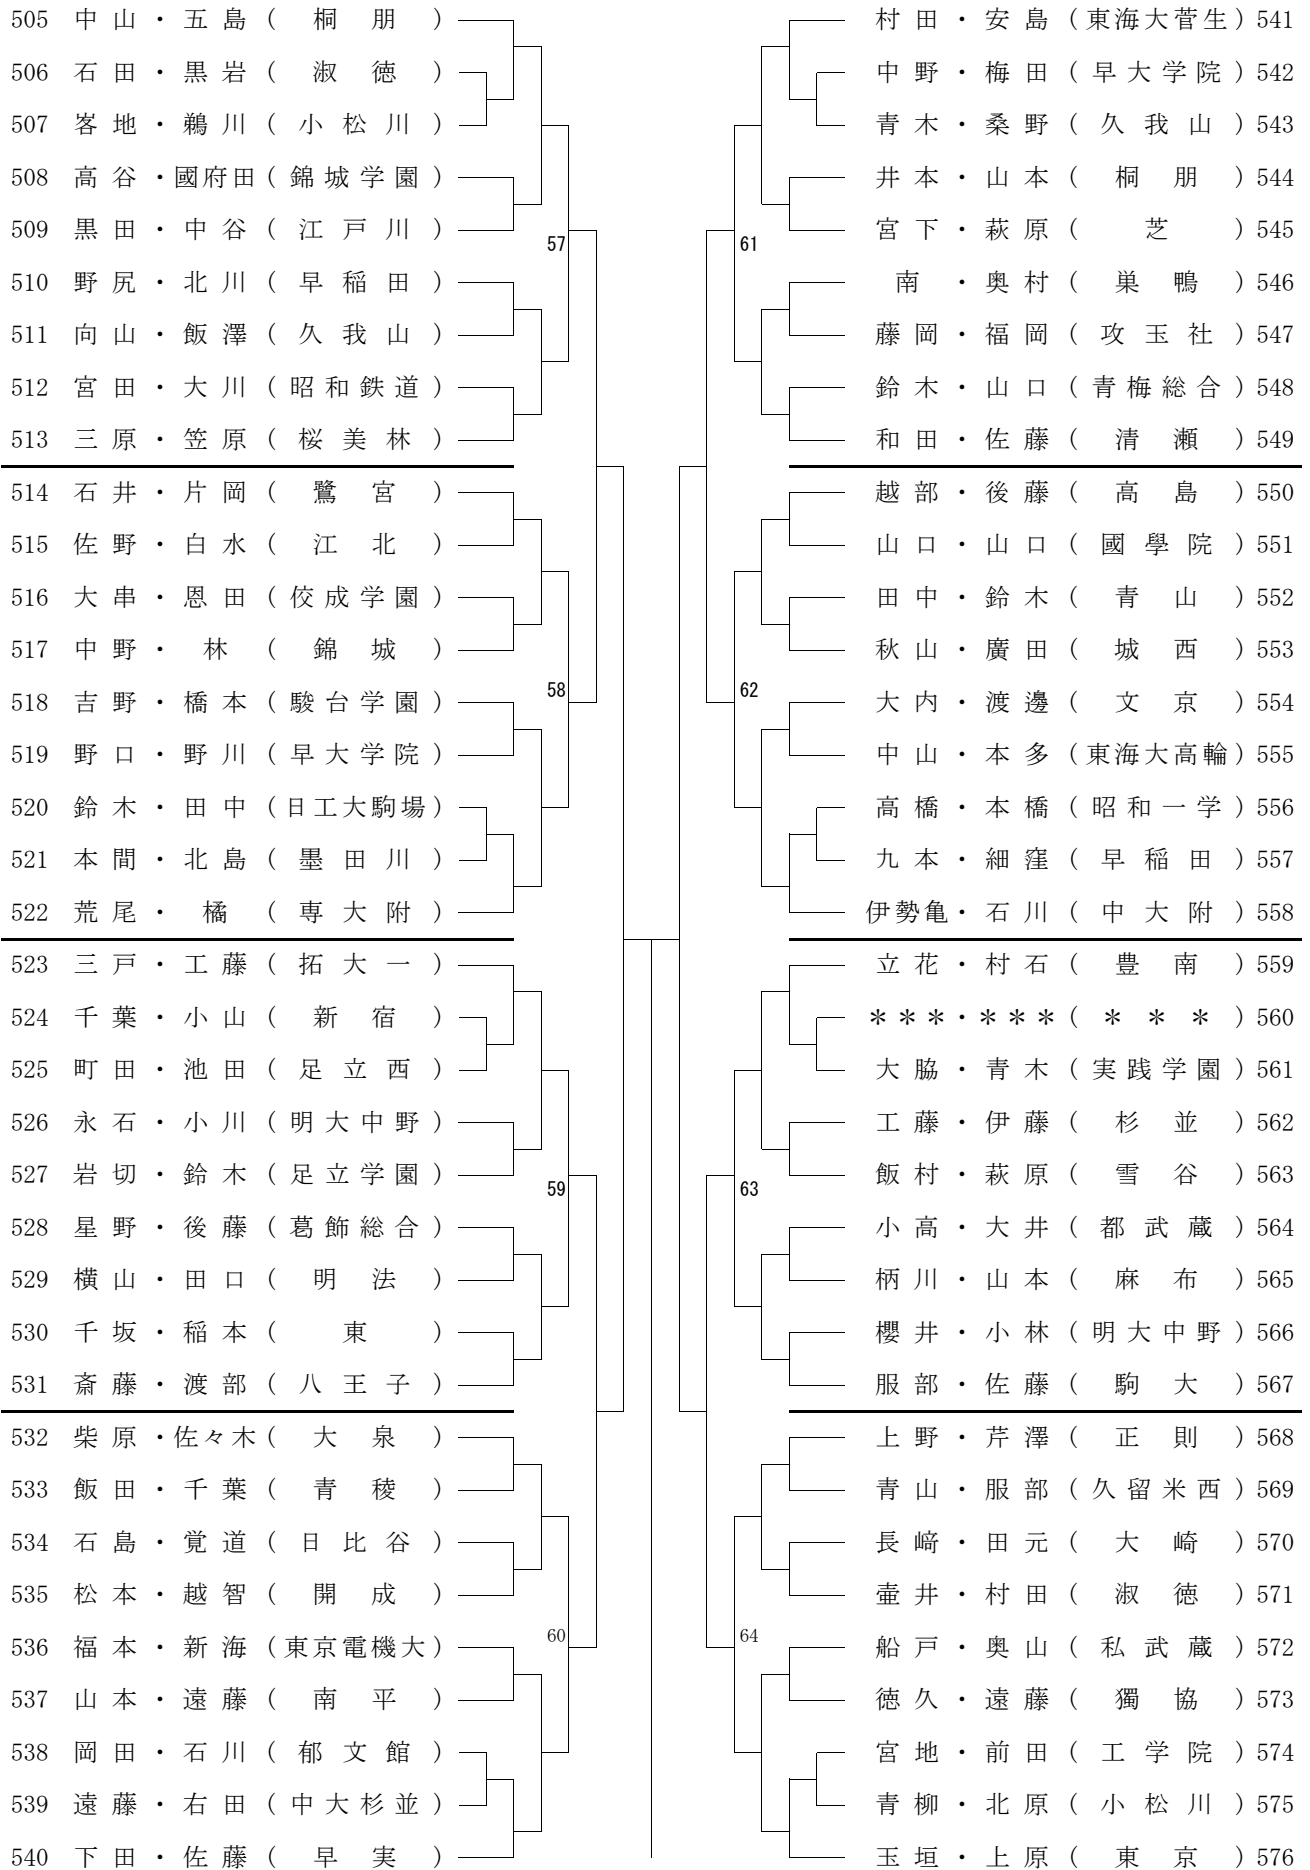 505 中山・五島(桐朋)
506 石田・黒岩(淑徳)
507 峉地・鵜川(小松川)
508 高谷・國府田(錦城学園)
509 黒田・中谷(江戸川)
57
510 野尻・北川(早稲田)
511 向山・飯澤(久我山)
512 宮田・大川(昭和鉄道)
513 三原・笠原(桜美林)
514 石井・片岡(鷺宮)
515 佐野・白水(江北)
516 大串・恩田(佼成学園)
517 中野・林(錦城)
58
518 吉野・橋本(駿台学園)
519 野口・野川(早大学院)
520 鈴木・田中(日工大駒場)
521 本間・北島(墨田川)
522 荒尾・橘(専大附)
523 三戸・工藤(拓大一)
524 千葉・小山(新宿)
525 町田・池田(足立西)
526 永石・小川(明大中野)
527 岩切・鈴木(足立学園)
59
528 星野・後藤(葛飾総合)
529 横山・田口(明法)
530 千坂・稲本(東)
531 斎藤・渡部(八王子)
532 柴原・佐々木(大泉)
533 飯田・千葉(青稜)
534 石島・覚道(日比谷)
535 松本・越智(開成)
60
536 福本・新海(東京電機大)
537 山本・遠藤(南平)
538 岡田・石川(郁文館)
539 遠藤・右田(中大杉並)
540 下田・佐藤(早実)
村田・安島(東海大菅生)541
中野・梅田(早大学院)542
青木・桑野(久我山)543
井本・山本(桐朋)544
宮下・萩原(芝)545
61
南・奥村(巣鴨)546
藤岡・福岡(攻玉社)547
鈴木・山口(青梅総合)548
和田・佐藤(清瀬)549
越部・後藤(高島)550
山口・山口(國學院)551
田中・鈴木(青山)552
秋山・廣田(城西)553
62
大内・渡邊(文京)554
中山・本多(東海大高輪)555
高橋・本橋(昭和一学)556
九本・細窪(早稲田)557
伊勢亀・石川(中大附)558
立花・村石(豊南)559
***・***(***)560
大脇・青木(実践学園)561
工藤・伊藤(杉並)562
飯村・萩原(雪谷)563
63
小高・大井(都武蔵)564
柄川・山本(麻布)565
櫻井・小林(明大中野)566
服部・佐藤(駒大)567
上野・芹澤(正則)568
青山・服部(久留米西)569
長﨑・田元(大崎)570
壷井・村田(淑徳)571
64
船戸・奥山(私武蔵)572
徳久・遠藤(獨協)573
宮地・前田(工学院)574
青柳・北原(小松川)575
玉垣・上原(東京)576